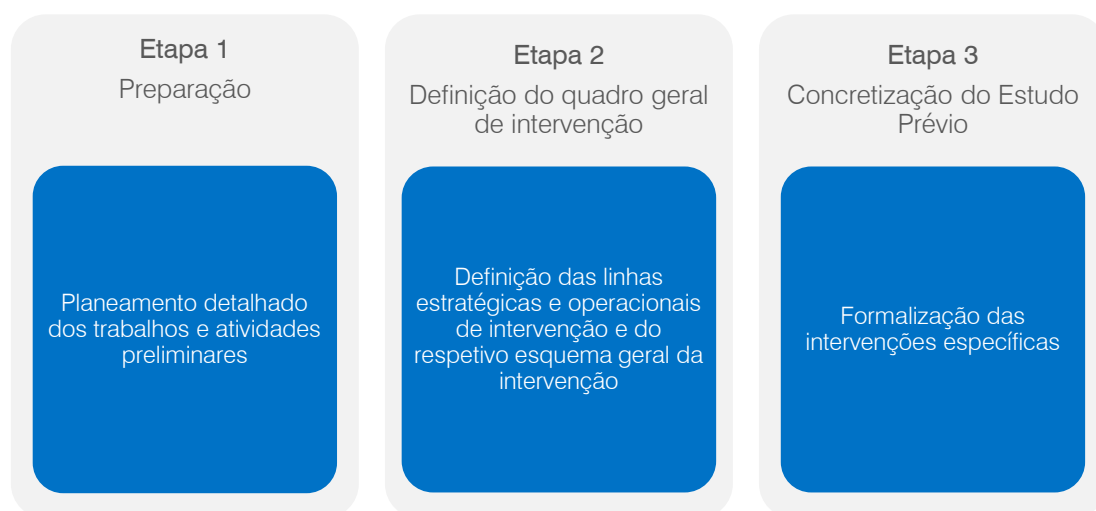 Etapa 1
Preparação
Planeamento detalhado
dos trabalhos e atividades
preliminares
Etapa 2
Definição do quadro geral
de intervenção
Definição das linhas
estratégicas e operacionais
de intervenção e do
respetivo esquema geral da
intervenção
Etapa 3
Concretização do Estudo
Prévio
Formalização das
intervenções específicas